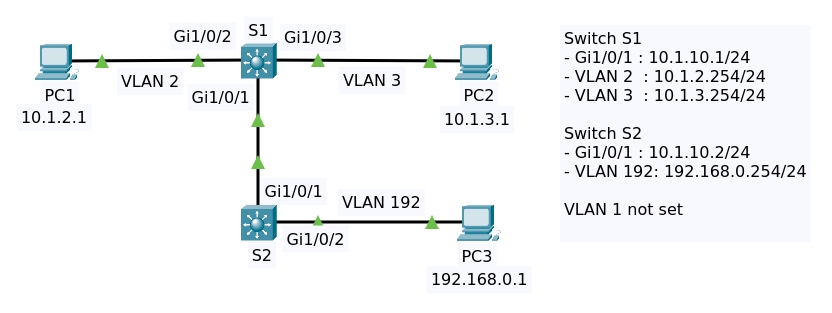 S1
Gi1/0/2
Gi1/0/3
VLAN 2
VLAN 3
PC1
10.1.2.1
Gi1/0/1
PC2
10.1.3.1
Gi1/0/1
VLAN 192
Gi1/0/2
S2
PC3
192.168.0.1
Switch S1
- Gi1/0/1 : 10.1.10.1/24
- VLAN 2  : 10.1.2.254/24
- VLAN 3  : 10.1.3.254/24
Switch S2
- Gi1/0/1 : 10.1.10.2/24
- VLAN 192: 192.168.0.254/24
VLAN 1 not set